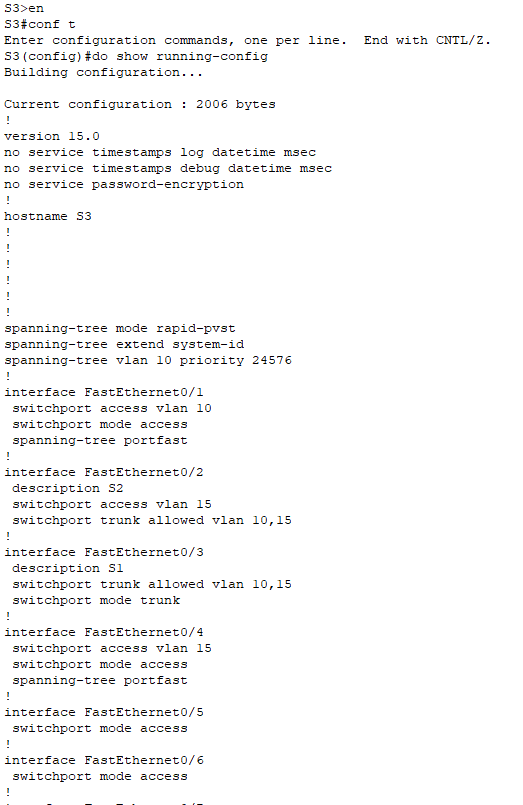 S3>en
S3#conf t
Enter configuration commands, one per line.  End with CNTL/Z.
S3(config)#do show running-config
Building configuration...

Current configuration : 2006 bytes
!
version 15.0
no service timestamps log datetime msec
no service timestamps debug datetime msec
no service password-encryption
!
hostname S3
!
!
!
!
!
!
spanning-tree mode rapid-pvst
spanning-tree extend system-id
spanning-tree vlan 10 priority 24576
!
interface FastEthernet0/1
 switchport access vlan 10
 switchport mode access
 spanning-tree portfast
!
interface FastEthernet0/2
 description S2
 switchport access vlan 15
 switchport trunk allowed vlan 10,15
!
interface FastEthernet0/3
 description S1
 switchport trunk allowed vlan 10,15
 switchport mode trunk
!
interface FastEthernet0/4
 switchport access vlan 15
 switchport mode access
 spanning-tree portfast
!
interface FastEthernet0/5
 switchport mode access
!
interface FastEthernet0/6
 switchport mode access
!